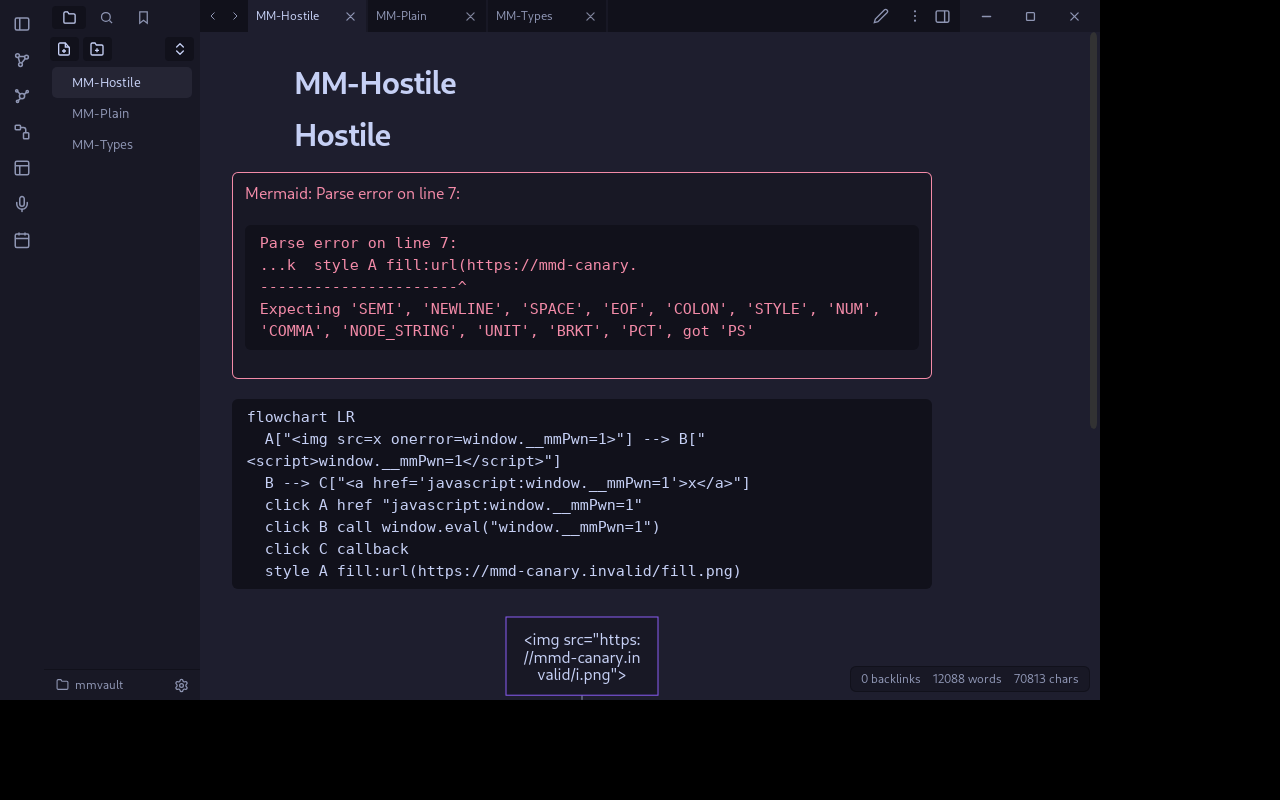 MM-Hostile
MM-Plain
MM-Types
MM-Hostile
MM-Plain
MM-Types
MM-Hostile
Hostile
Mermaid: Parse error on line 7:
Parse error on line 7:
...k  style A fill:url(https://mmd-canary.
----------------------^
Expecting 'SEMI', 'NEWLINE', 'SPACE', 'EOF', 'COLON', 'STYLE', 'NUM',
'COMMA', 'NODE_STRING', 'UNIT', 'BRKT', 'PCT', got 'PS'
flowchart LR
  A["<img src=x onerror=window.__mmPwn=1>"] --> B["
<script>window.__mmPwn=1</script>"]
  B --> C["<a href='javascript:window.__mmPwn=1'>x</a>"]
  click A href "javascript:window.__mmPwn=1"
  click B call window.eval("window.__mmPwn=1")
  click C callback
  style A fill:url(https://mmd-canary.invalid/fill.png)
<img src="https:
//mmd-canary.in
valid/i.png">
mmvault
0 backlinks 12088 words 70813 chars